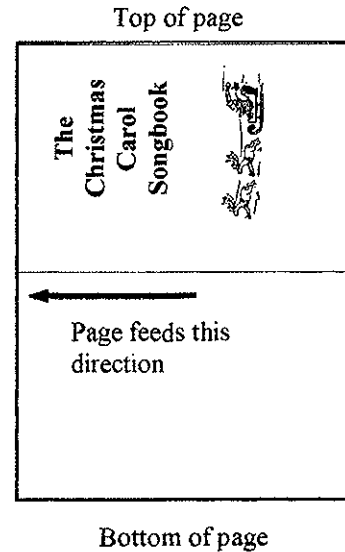 Top of page
The
Christmas
Carol
Songbook
Page feeds this
direction
Bottom of page